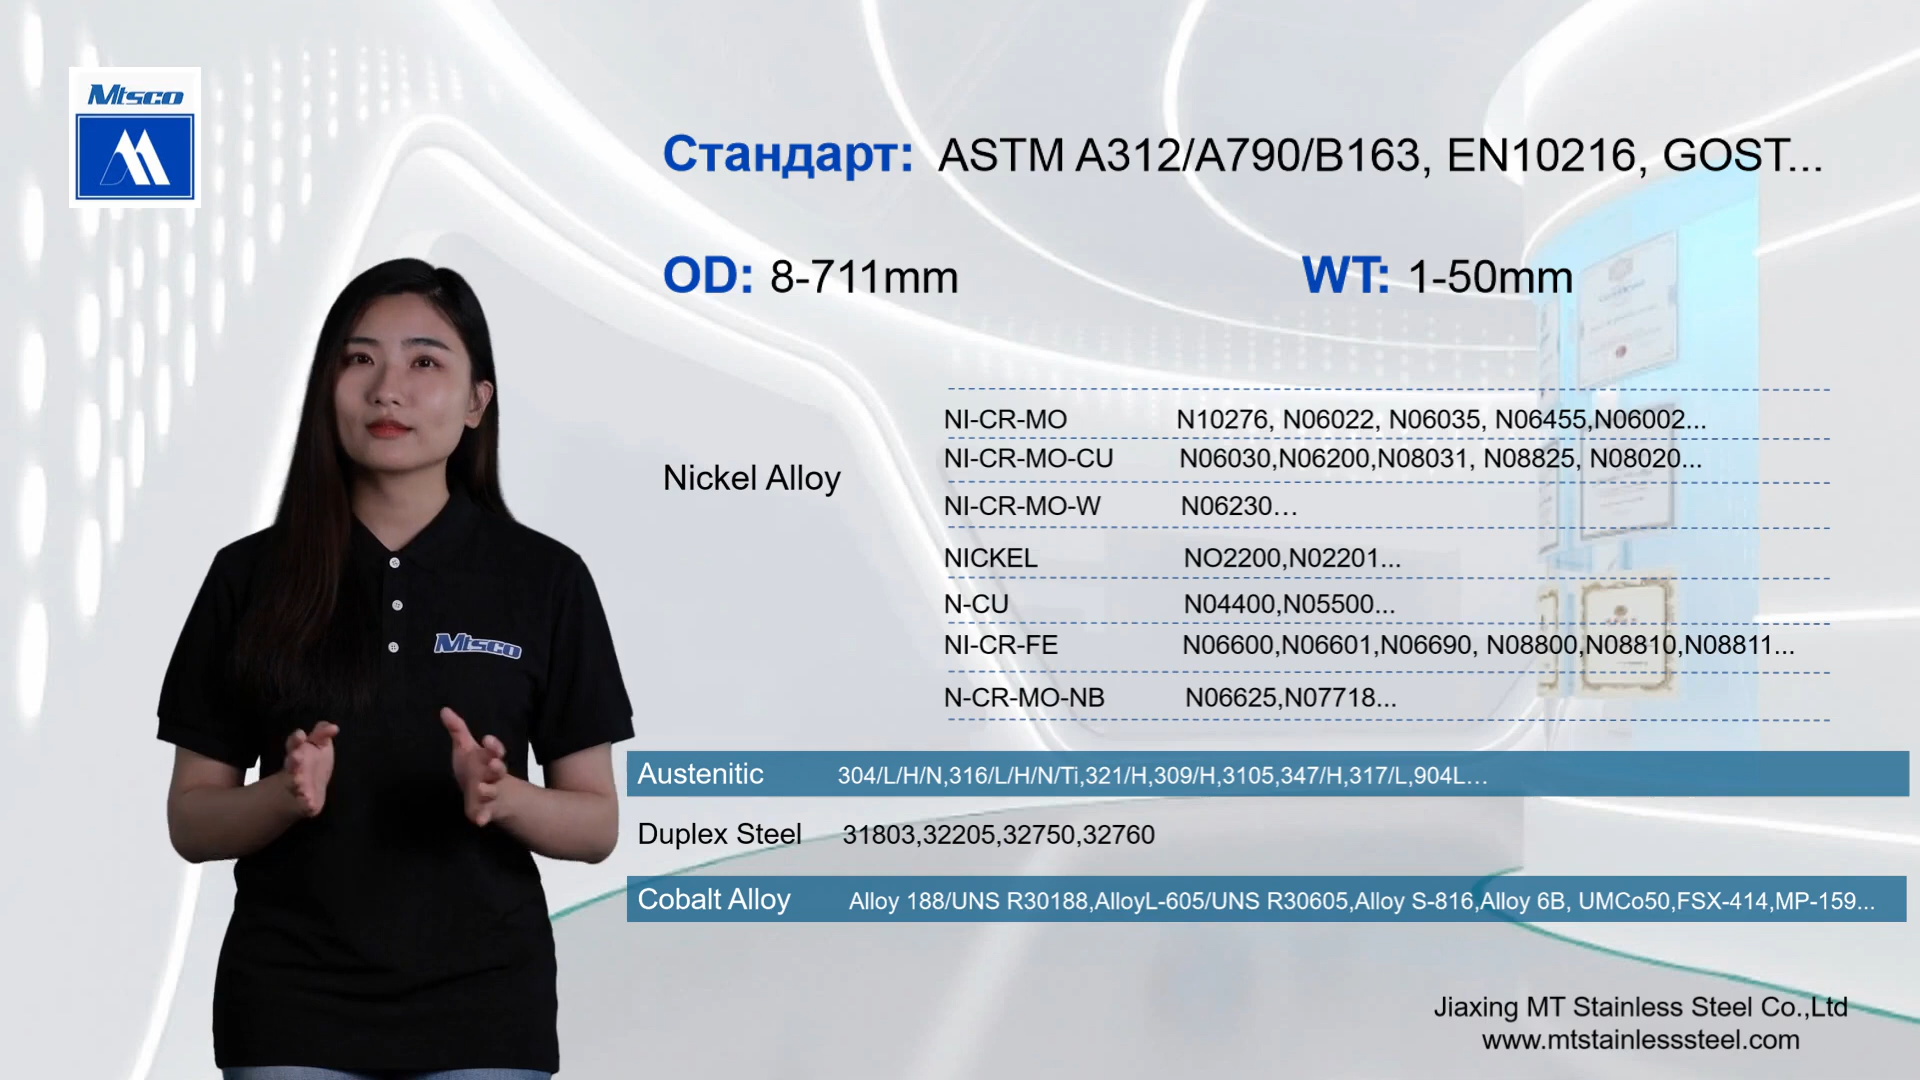 Mtsco
Стандарт: ASTM A312/A790/B163, EN10216, GOST...
OD: 8-711mm WT: 1-50mm
Nickel Alloy
NI-CR-MO N10276, N06022, N06035, N06455,N06002...
NI-CR-MO-CU N06030,N06200,N08031, N08825, N08020...
NI-CR-MO-W N06230...
NICKEL NO2200,N02201...
N-CU N04400,N05500...
NI-CR-FE N06600,N06601,N06690, N08800,N08810,N08811...
N-CR-MO-NB N06625,N07718...
Mtsco
Austenitic 304/L/H/N,316/L/H/N/Ti,321/H,309/H,3105,347/H,317/L,904L...
Duplex Steel 31803,32205,32750,32760
Cobalt Alloy Alloy 188/UNS R30188,AlloyL-605/UNS R30605,Alloy S-816,Alloy 6B, UMCo50,FSX-414,MP-159...
Jiaxing MT Stainless Steel Co.,Ltd
www.mtstainlesssteel.com